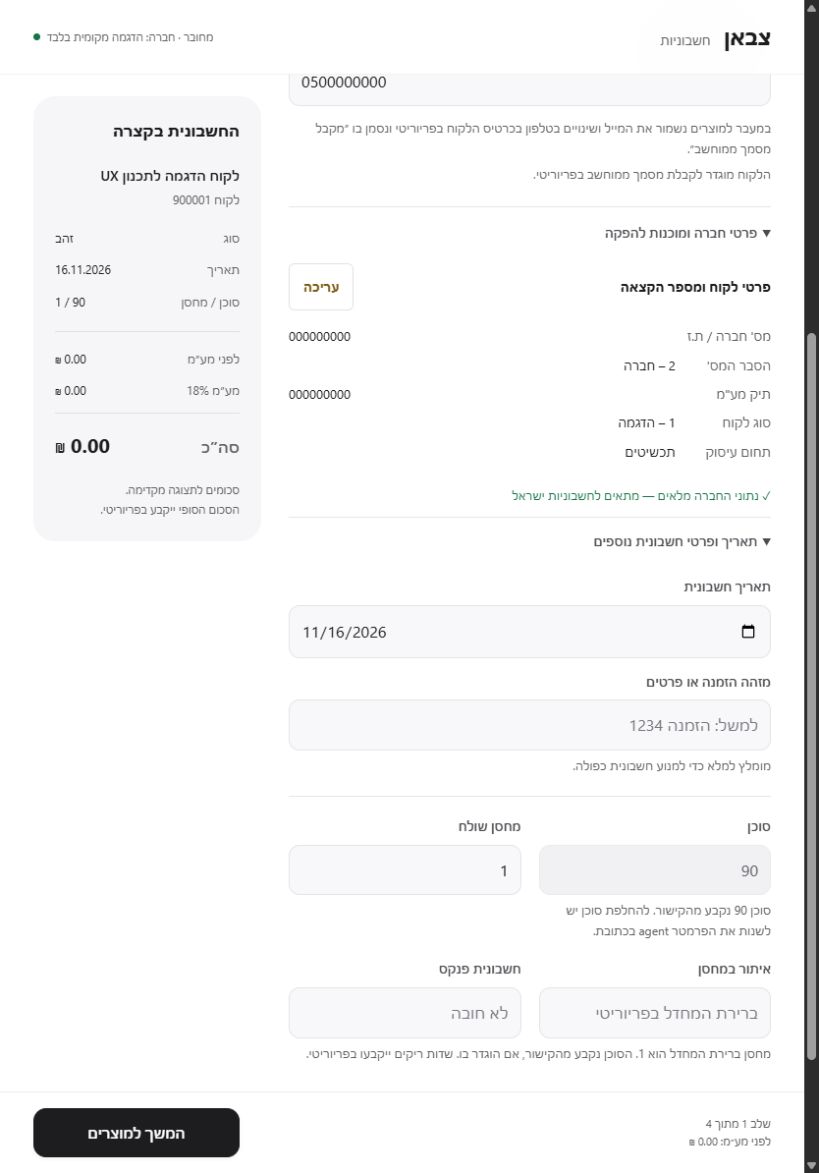 צבאן חשבוניות
מחובר · חברה: הדגמה מקומית בלבד
0500000000
במעבר למוצרים נשמור את המייל ושינויים בטלפון בכרטיס הלקוח בפריוריטי ונסמן בו ״מקבל
מסמך ממוחשב״.
הלקוח מוגדר לקבלת מסמך ממוחשב בפריוריטי.
▼ פרטי חברה ומוכנות להפקה
פרטי לקוח ומספר הקצאה
עריכה
מס' חברה / ת.ז 000000000
הסבר המס' 2 – חברה
תיק מע"מ 000000000
סוג לקוח 1 – הדגמה
תחום עיסוק תכשיטים
✓ נתוני החברה מלאים — מתאים לחשבוניות ישראל
▼ תאריך ופרטי חשבונית נוספים
תאריך חשבונית
11/16/2026
מזהה הזמנה או פרטים
למשל: הזמנה 1234
מומלץ למלא כדי למנוע חשבונית כפולה.
סוכן
90
סוכן 90 נקבע מהקישור. להחלפת סוכן יש
לשנות את הפרמטר agent בכתובת.
מחסן שולח
1
איתור במחסן
ברירת המחדל בפריוריטי
חשבונית פנקס
לא חובה
מחסן ברירת המחדל הוא 1. הסוכן נקבע מהקישור, אם הוגדר בו. שדות ריקים ייקבעו בפריוריטי.
החשבונית בקצרה
לקוח הדגמה לתכנון UX
לקוח 900001
סוג זהב
תאריך 16.11.2026
סוכן / מחסן 90 / 1
לפני מע״מ 0.00 ₪
מע״מ 18% 0.00 ₪
סה״כ 0.00 ₪
סכומים לתצוגה מקדימה.
הסכום הסופי ייקבע בפריוריטי.
שלב 1 מתוך 4
לפני מע״מ: 0.00 ₪
המשך למוצרים